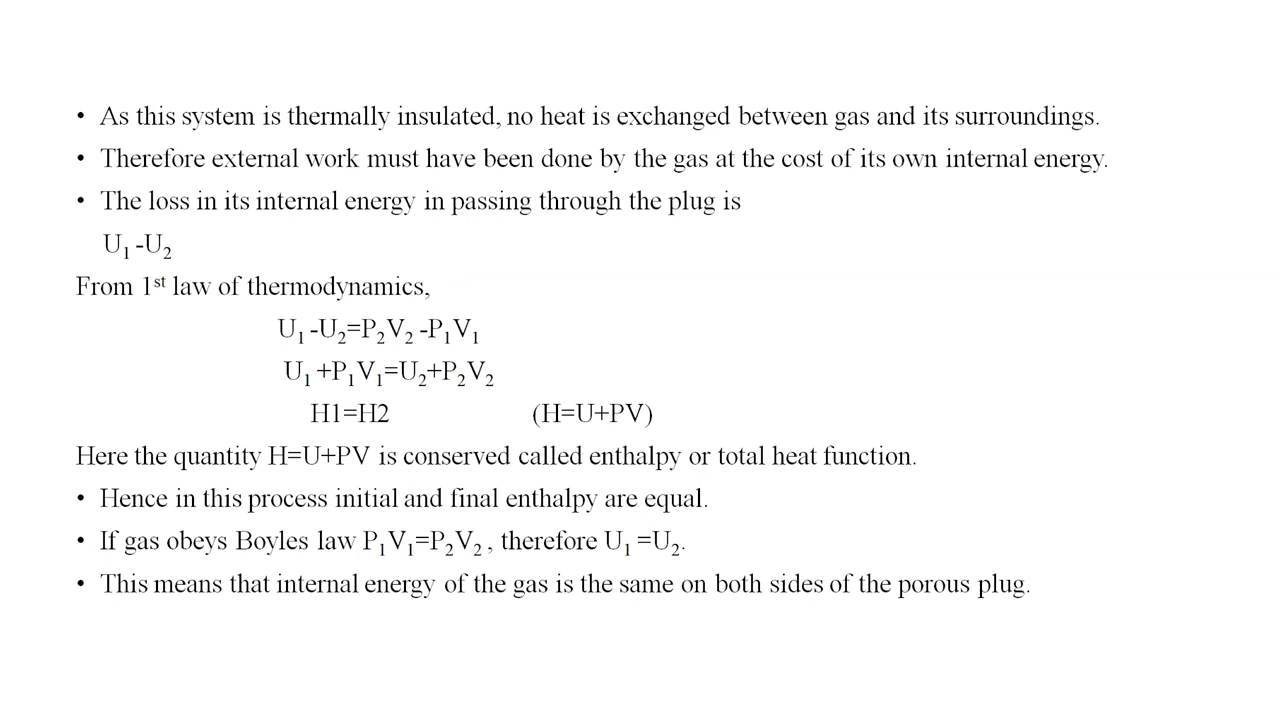 • As this system is thermally insulated, no heat is exchanged between gas and its surroundings.
• Therefore external work must have been done by the gas at the cost of its own internal energy.
• The loss in its internal energy in passing through the plug is
U₁ -U₂
From 1ˢᵗ law of thermodynamics,
U₁ -U₂=P₂V₂ -P₁V₁
U₁ +P₁V₁=U₂+P₂V₂
H1=H2 (H=U+PV)
Here the quantity H=U+PV is conserved called enthalpy or total heat function.
• Hence in this process initial and final enthalpy are equal.
• If gas obeys Boyles law P₁V₁=P₂V₂ , therefore U₁ =U₂.
• This means that internal energy of the gas is the same on both sides of the porous plug.